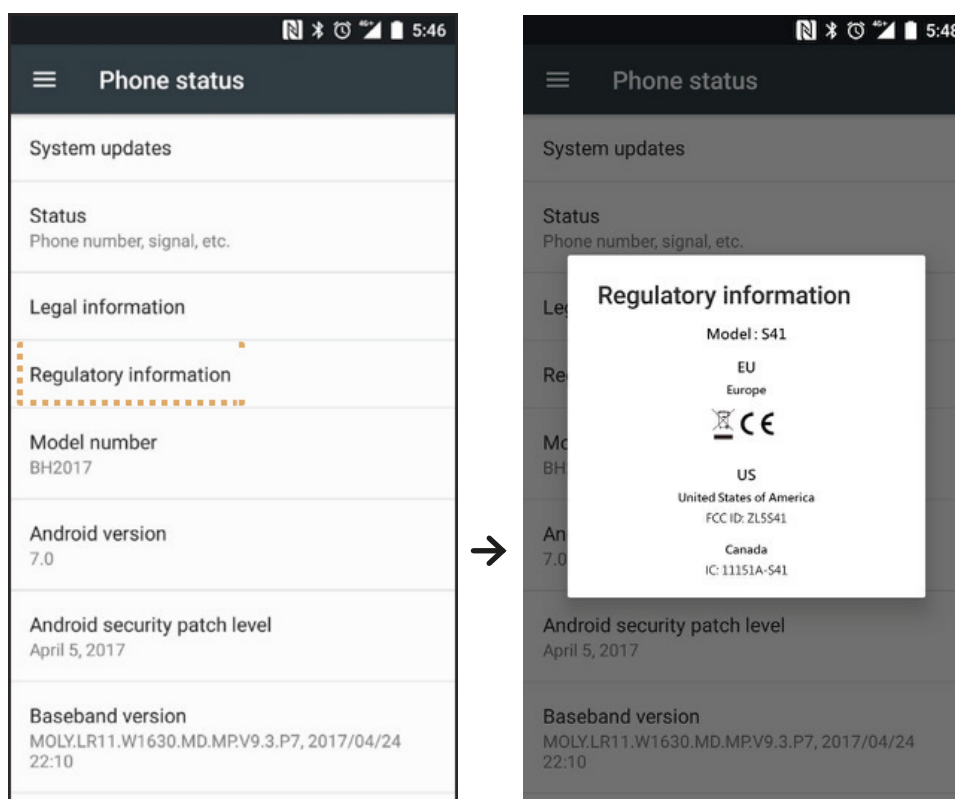 5:46
Phone status
System updates
Status
Phone number, signal, etc.
Legal information
Regulatory information
Model number
BH2017
Android version
7.0
Android security patch level
April 5, 2017
Baseband version
MOLY.LR11.W1630.MD.MP.V9.3.P7, 2017/04/24
22:10
5:48
Phone status
System updates
Status
Phone number, signal, etc.
Regulatory information
Model : S41
EU
Europe
CE
US
United States of America
FCC ID: ZL5S41
Canada
IC: 11151A-S41
7.0
Android security patch level
April 5, 2017
Baseband version
MOLY.LR11.W1630.MD.MP.V9.3.P7, 2017/04/24
22:10